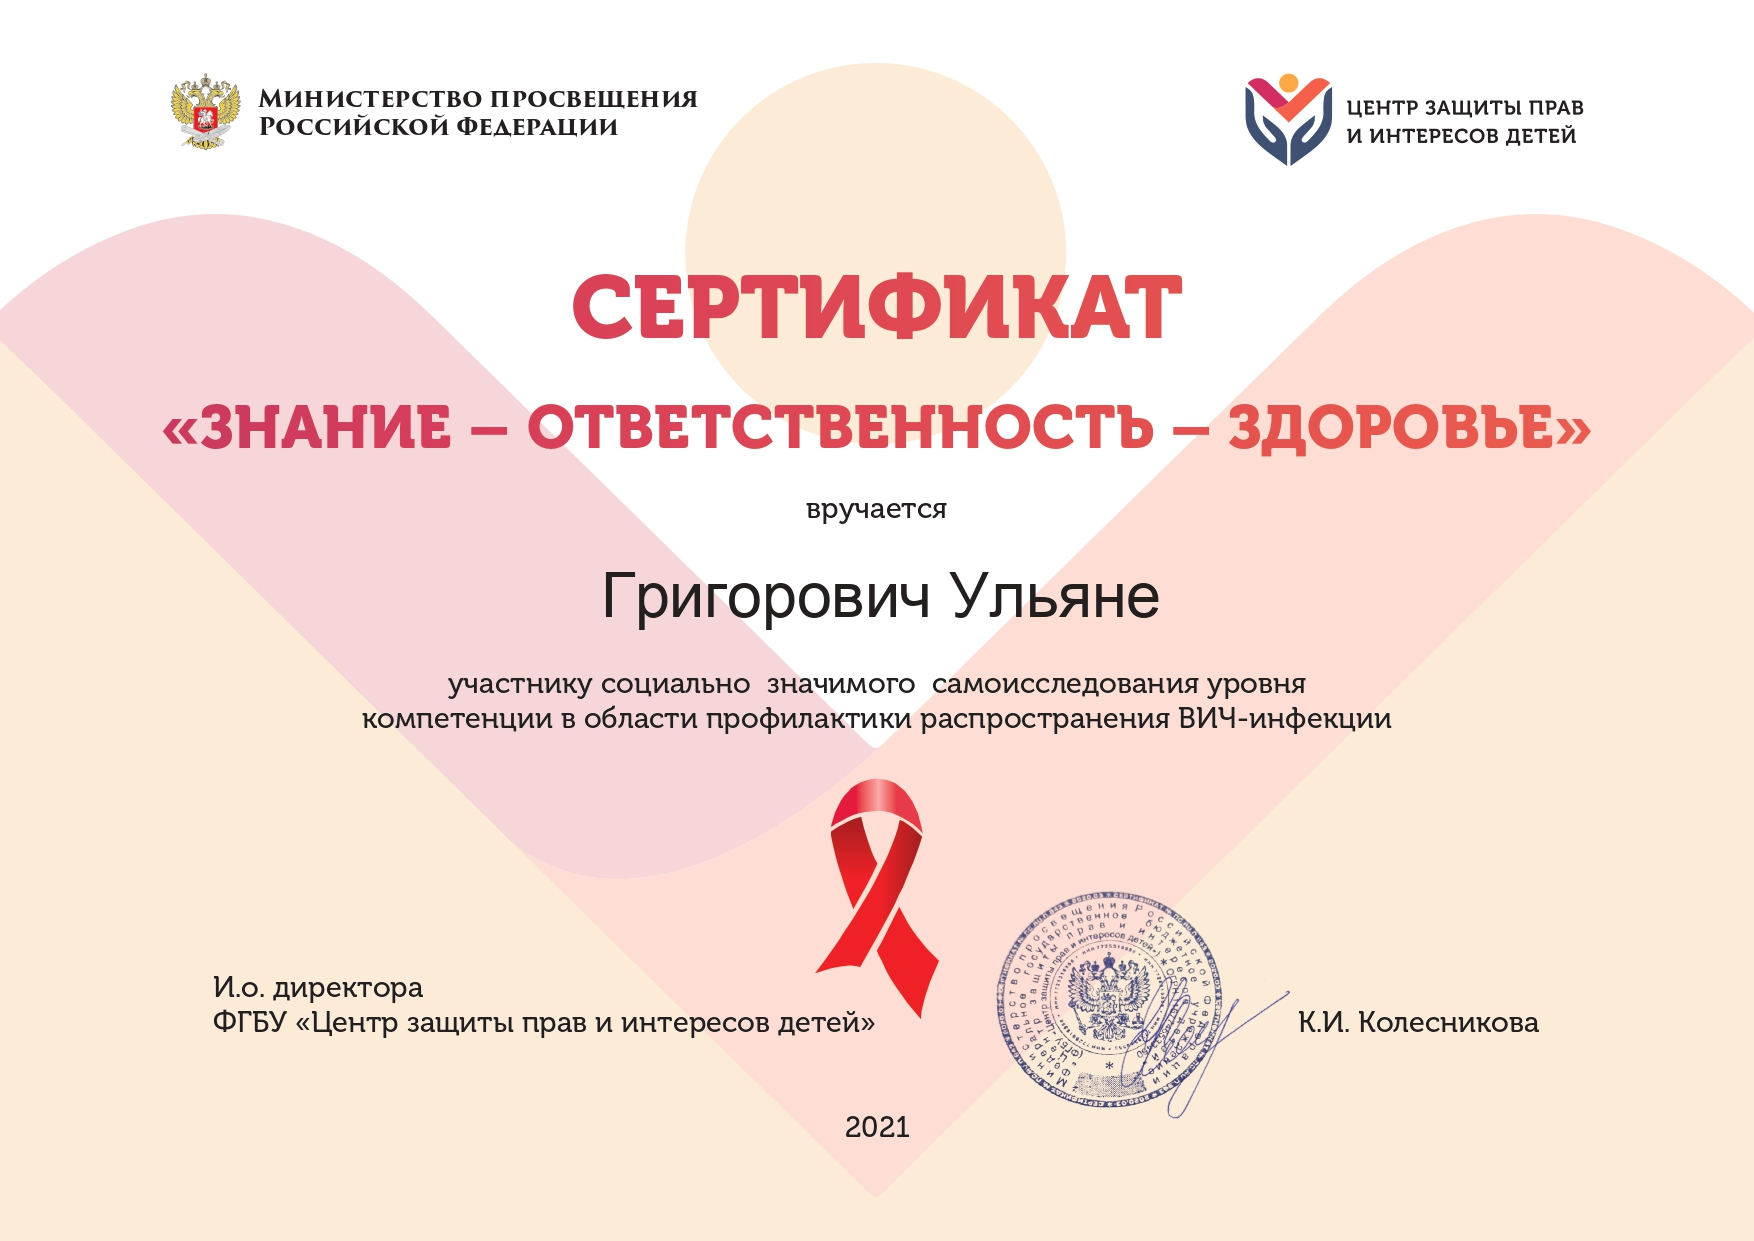 МИНИСТЕРСТВО ПРОСВЕЩЕНИЯ
РОССИЙСКОЙ ФЕДЕРАЦИИ
ЦЕНТР ЗАЩИТЫ ПРАВ
И ИНТЕРЕСОВ ДЕТЕЙ
СЕРТИФИКАТ
«ЗНАНИЕ – ОТВЕТСТВЕННОСТЬ – ЗДОРОВЬЕ»
вручается
Григорович Ульяне
участнику социально значимого самоисследования уровня
компетенции в области профилактики распространения ВИЧ-инфекции
И.о. директора
ФГБУ «Центр защиты прав и интересов детей»
К.И. Колесникова
2021